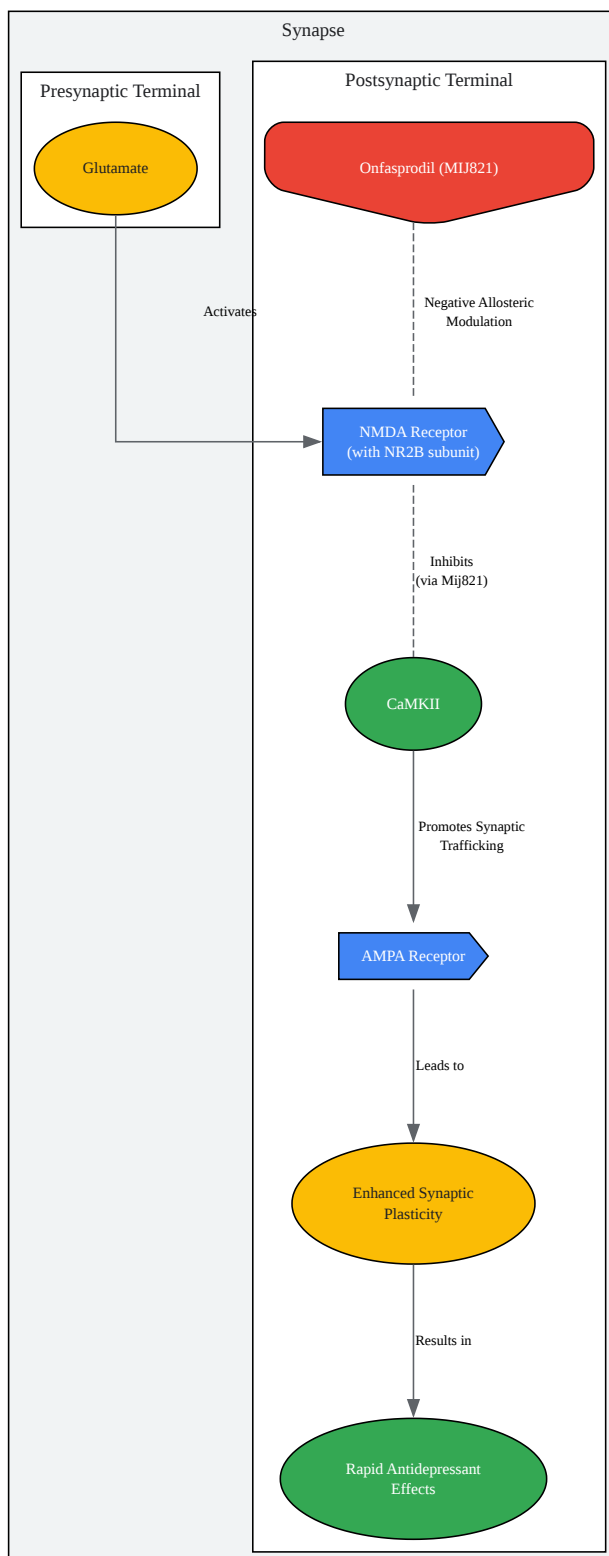 Synapse
Presynaptic Terminal
Postsynaptic Terminal
Glutamate
Onfasprodil (MIJ821)
Activates
Negative Allosteric
Modulation
NMDA Receptor
(with NR2B subunit)
Inhibits
(via Mij821)
CaMKII
Promotes Synaptic
Trafficking
AMPA Receptor
Leads to
Enhanced Synaptic
Plasticity
Results in
Rapid Antidepressant
Effects